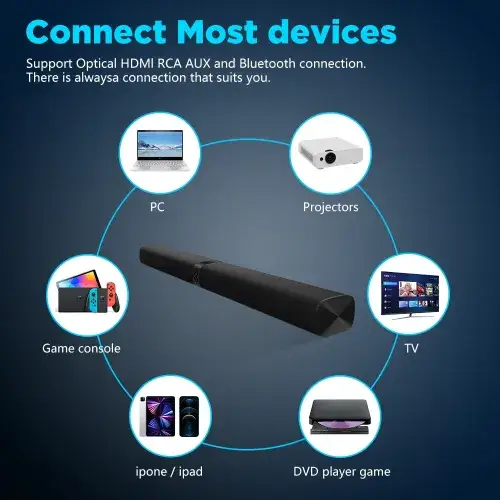 Connect Most devices
Support Optical HDMI RCA AUX and Bluetooth connection.
There is alwaysa connection that suits you.
PC
Projectors
Game console
TV
ipone / ipad
DVD player game